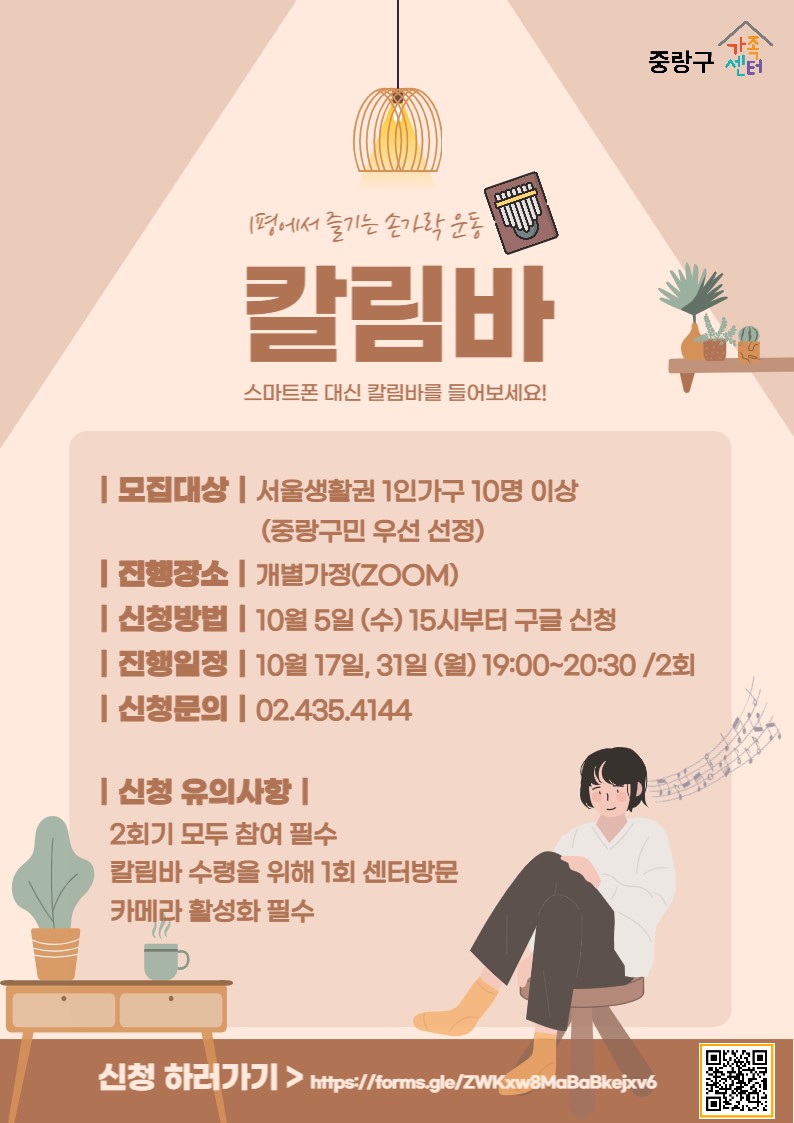 중랑구 가족센터
1평에서 즐기는 손가락 운동
칼림바
스마트폰 대신 칼림바를 들어보세요!
| 모집대상 | 서울생활권 1인가구 10명 이상
(중랑구민 우선 선정)
| 진행장소 | 개별가정(ZOOM)
| 신청방법 | 10월 5일 (수) 15시부터 구글 신청
| 진행일정 | 10월 17일, 31일 (월) 19:00~20:30 /2회
| 신청문의 | 02.435.4144
| 신청 유의사항 |
2회기 모두 참여 필수
칼림바 수령을 위해 1회 센터방문
카메라 활성화 필수
신청 하러가기 > https://forms.gle/ZWKxw8MaBaBkejxv6